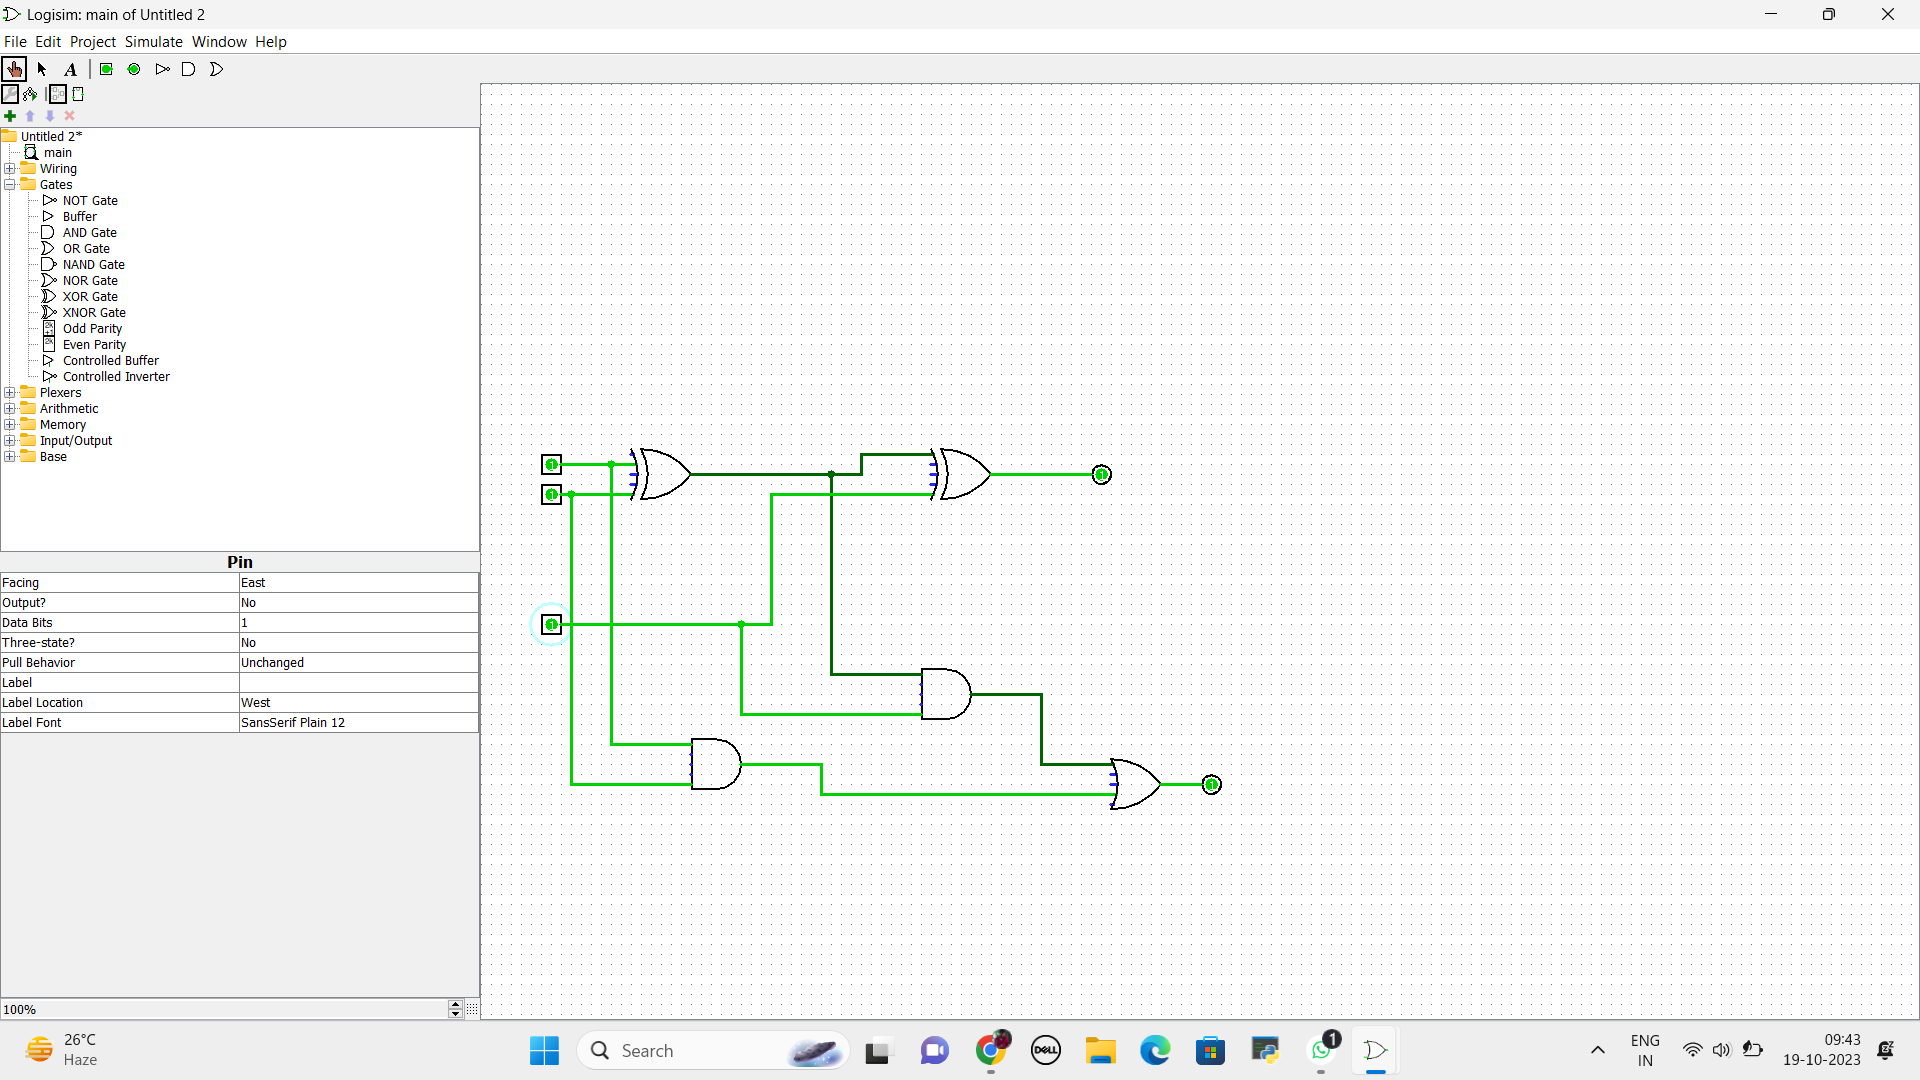 Logisim: main of Untitled 2
File Edit Project Simulate Window Help
A
Untitled 2*
main
Wiring
Gates
NOT Gate
Buffer
AND Gate
OR Gate
NAND Gate
NOR Gate
XOR Gate
XNOR Gate
Odd Parity
Even Parity
Controlled Buffer
Controlled Inverter
Plexers
Arithmetic
Memory
Input/Output
Base
Pin
Facing East
Output? No
Data Bits 1
Three-state? No
Pull Behavior Unchanged
Label
Label Location West
Label Font SansSerif Plain 12
100%
1
1
1
1
1
26°C
Haze
Search
DELL
1
ENG
IN
09:43
19-10-2023